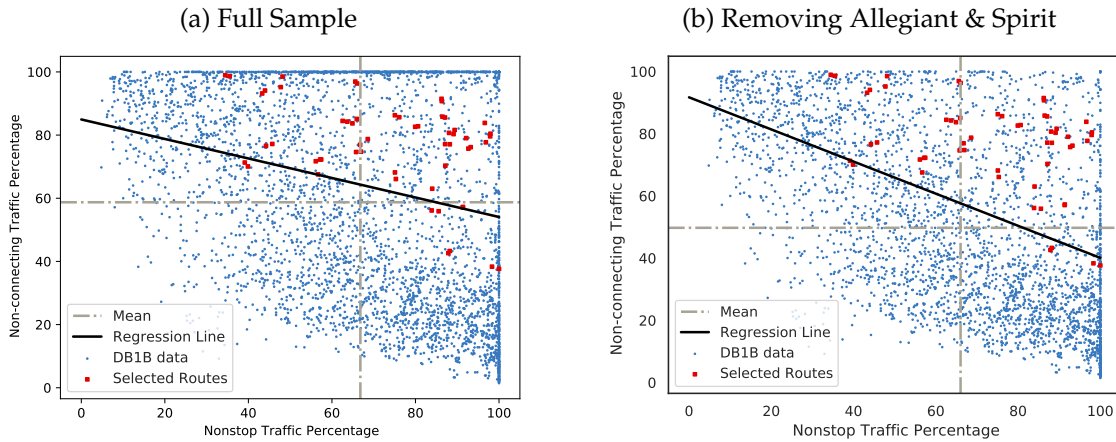 (a) Full Sample
100
80
60
40
20
0
0 20 40 60 80 100
Non-connecting Traffic Percentage
Nonstop Traffic Percentage
Mean
Regression Line
DB1B data
Selected Routes
(b) Removing Allegiant & Spirit
100
80
60
40
20
0
0 20 40 60 80 100
Non-connecting Traffic Percentage
Nonstop Traffic Percentage
Mean
Regression Line
DB1B data
Selected Routes